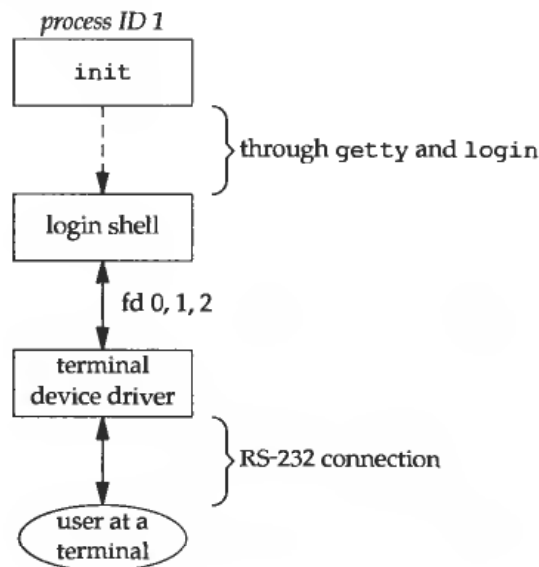 process ID 1
init
through getty and login
login shell
fd 0, 1, 2
terminal
device driver
RS-232 connection
user at a
terminal